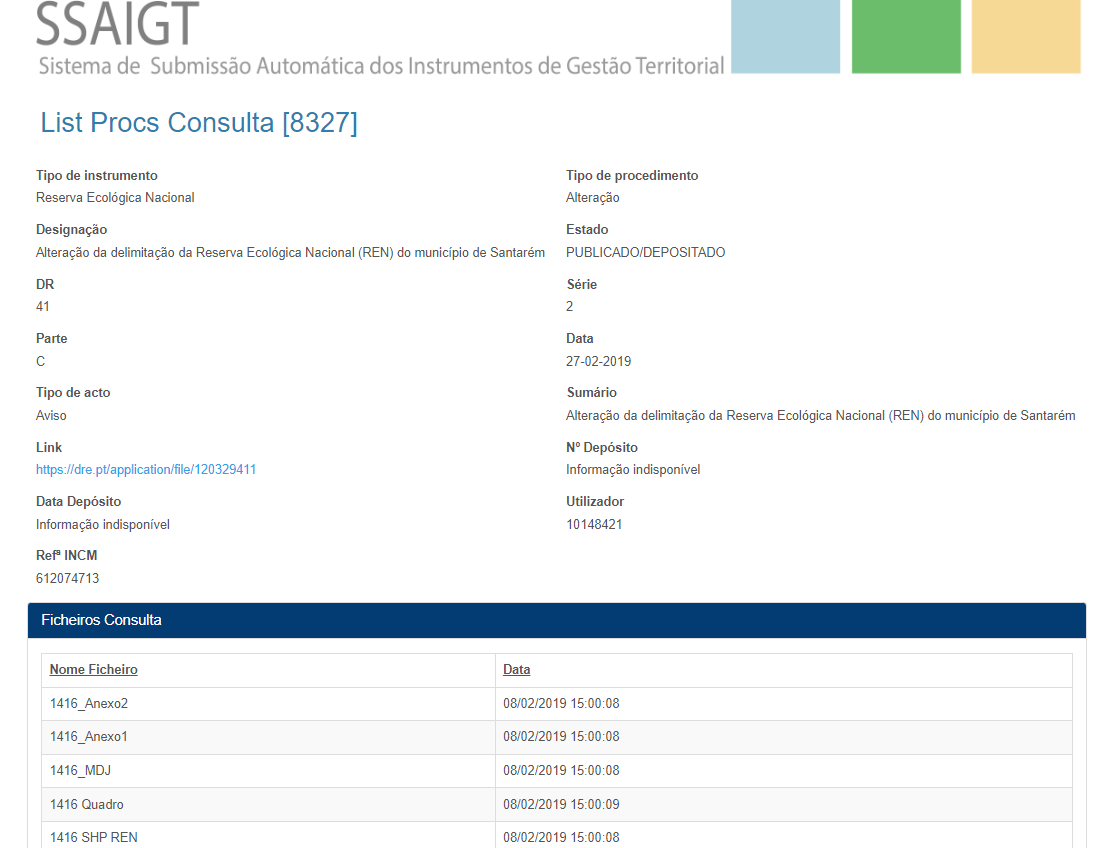 SSAIGT
Sistema de Submissão Automática dos Instrumentos de Gestão Territorial
List Procs Consulta [8327]
Tipo de instrumento
Reserva Ecológica Nacional
Tipo de procedimento
Alteração
Designação
Alteração da delimitação da Reserva Ecológica Nacional (REN) do município de Santarém
Estado
PUBLICADO/DEPOSITADO
DR
41
Série
2
Parte
C
Data
27-02-2019
Tipo de acto
Aviso
Sumário
Alteração da delimitação da Reserva Ecológica Nacional (REN) do município de Santarém
Link
https://dre.pt/application/file/120329411
Nº Depósito
Informação indisponível
Data Depósito
Informação indisponível
Utilizador
10148421
Refª INCM
612074713
Ficheiros Consulta
Nome Ficheiro Data
1416_Anexo2 08/02/2019 15:00:08
1416_Anexo1 08/02/2019 15:00:08
1416_MDJ 08/02/2019 15:00:08
1416 Quadro 08/02/2019 15:00:09
1416 SHP REN 08/02/2019 15:00:08